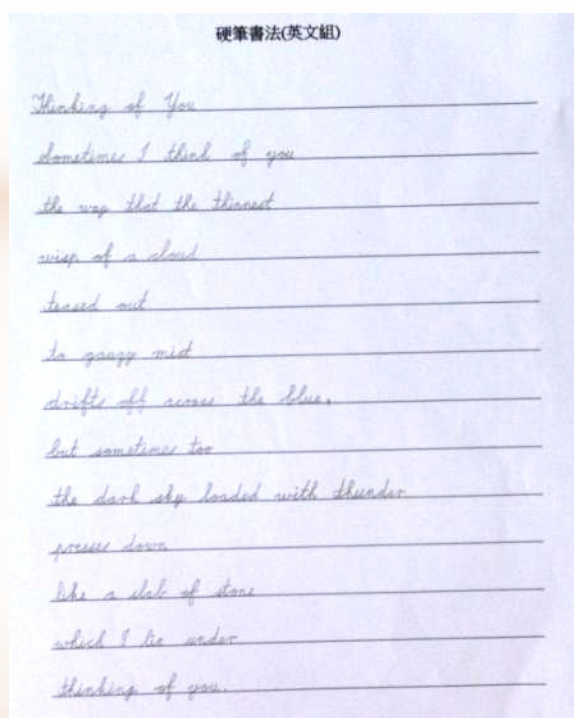 硬筆書法(英文組)
Thinking of You
Sometimes I think of you
the way that the thinnest
wisp of a cloud
teased out
to gauzy mist
drifts off across the blue,
but sometimes too
the dark sky loaded with thunder
presses down
like a slab of stone
which I lie under
thinking of you.